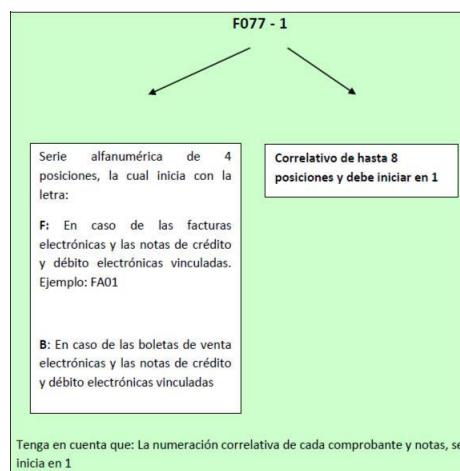 F077 - 1
Serie alfanumérica de 4
posiciones, la cual inicia con la
letra:
F: En caso de las facturas
electrónicas y las notas de crédito
y débito electrónicas vinculadas.
Ejemplo: FA01
B: En caso de las boletas de venta
electrónicas y las notas de crédito
y débito electrónicas vinculadas
Correlativo de hasta 8
posiciones y debe iniciar en 1
Tenga en cuenta que: La numeración correlativa de cada comprobante y notas, se
inicia en 1